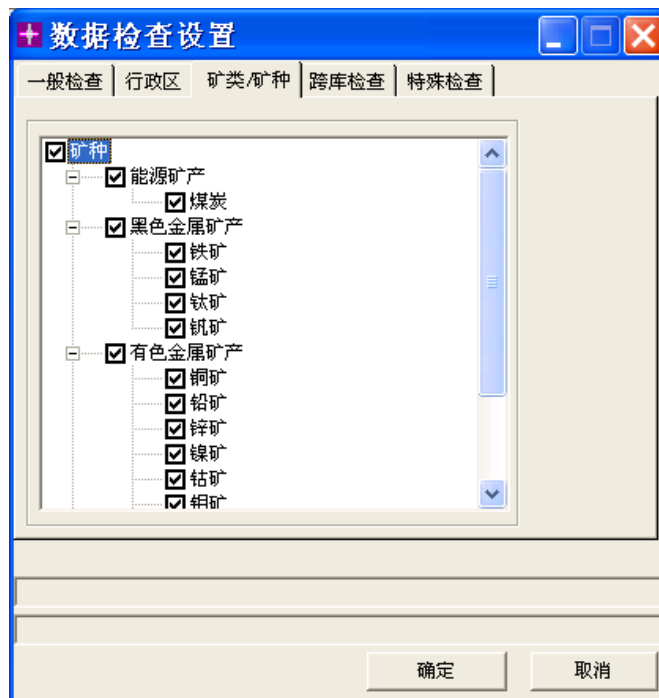 数据检查设置
一般检查 行政区 矿类/矿种 跨库检查 特殊检查
矿种
能源矿产
煤炭
黑色金属矿产
铁矿
锰矿
钛矿
钒矿
有色金属矿产
铜矿
铅矿
锌矿
镍矿
钴矿
钼矿
确定 取消